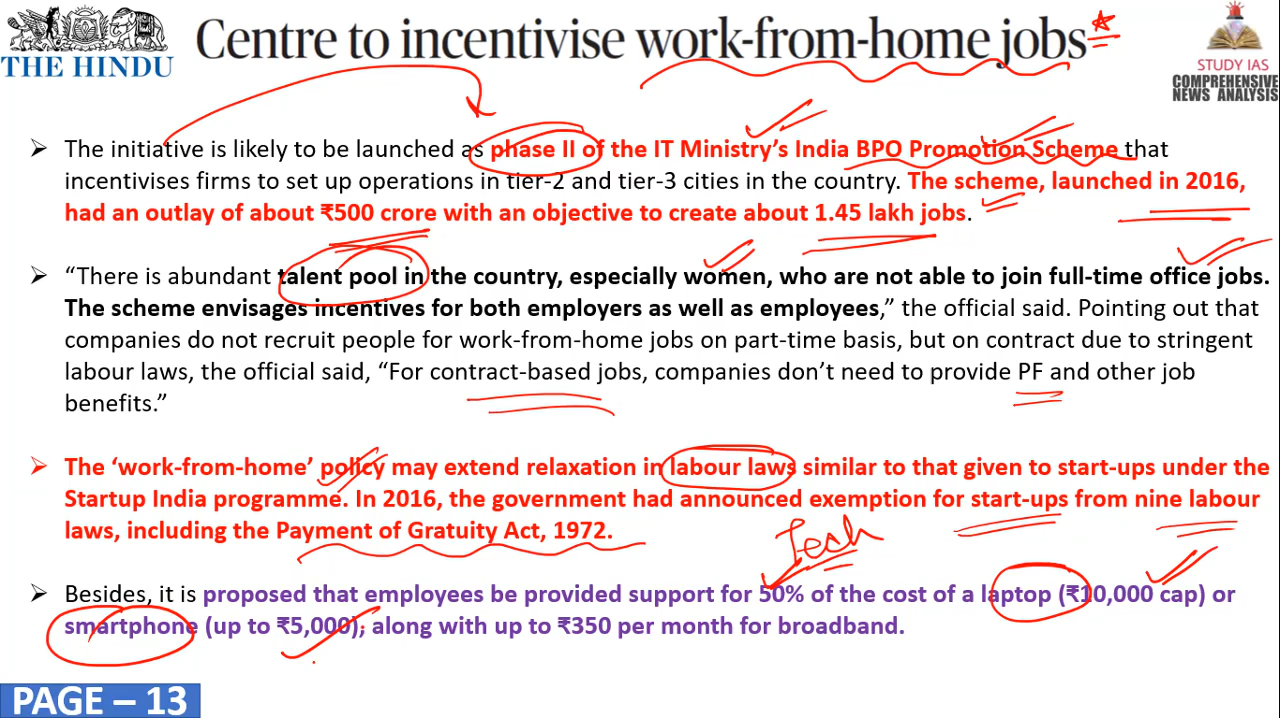 THE HINDU
Centre to incentivise work-from-home jobs
STUDY IAS
COMPREHENSIVE
NEWS ANALYSIS
➢ The initiative is likely to be launched as phase II of the IT Ministry’s India BPO Promotion Scheme that
incentivises firms to set up operations in tier-2 and tier-3 cities in the country. The scheme, launched in 2016,
had an outlay of about ₹500 crore with an objective to create about 1.45 lakh jobs.
➢ “There is abundant talent pool in the country, especially women, who are not able to join full-time office jobs.
The scheme envisages incentives for both employers as well as employees,” the official said. Pointing out that
companies do not recruit people for work-from-home jobs on part-time basis, but on contract due to stringent
labour laws, the official said, “For contract-based jobs, companies don’t need to provide PF and other job
benefits.”
➢ The ‘work-from-home’ policy may extend relaxation in labour laws similar to that given to start-ups under the
Startup India programme. In 2016, the government had announced exemption for start-ups from nine labour
laws, including the Payment of Gratuity Act, 1972.
Tech
➢ Besides, it is proposed that employees be provided support for 50% of the cost of a laptop (₹10,000 cap) or
smartphone (up to ₹5,000), along with up to ₹350 per month for broadband.
PAGE – 13